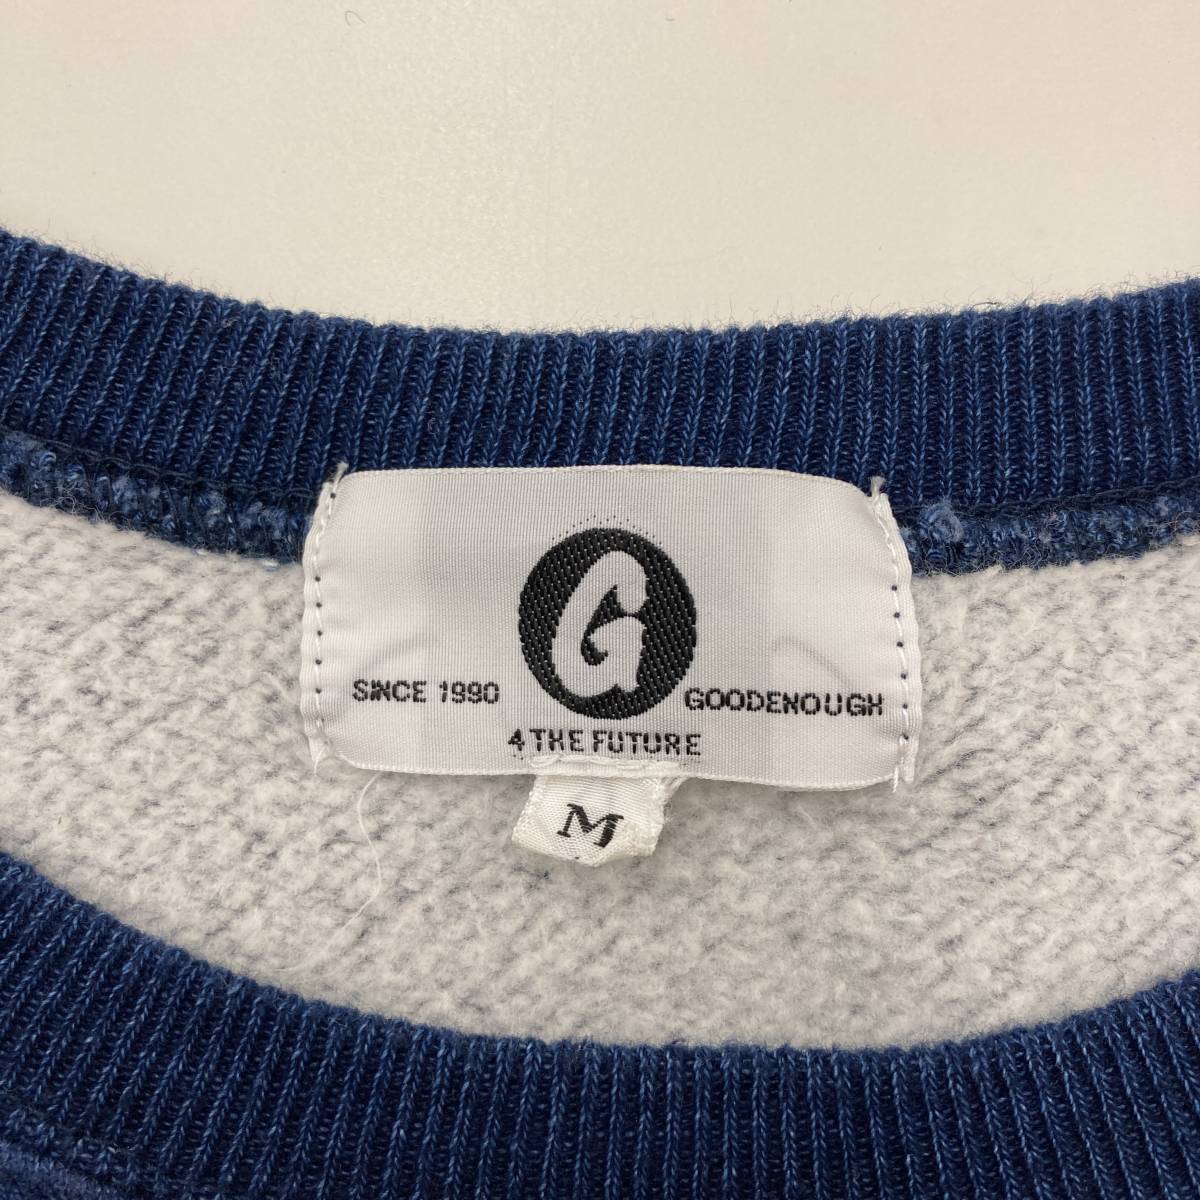 G
SINCE 1990
GOODENOUGH
4 THE FUTURE
M